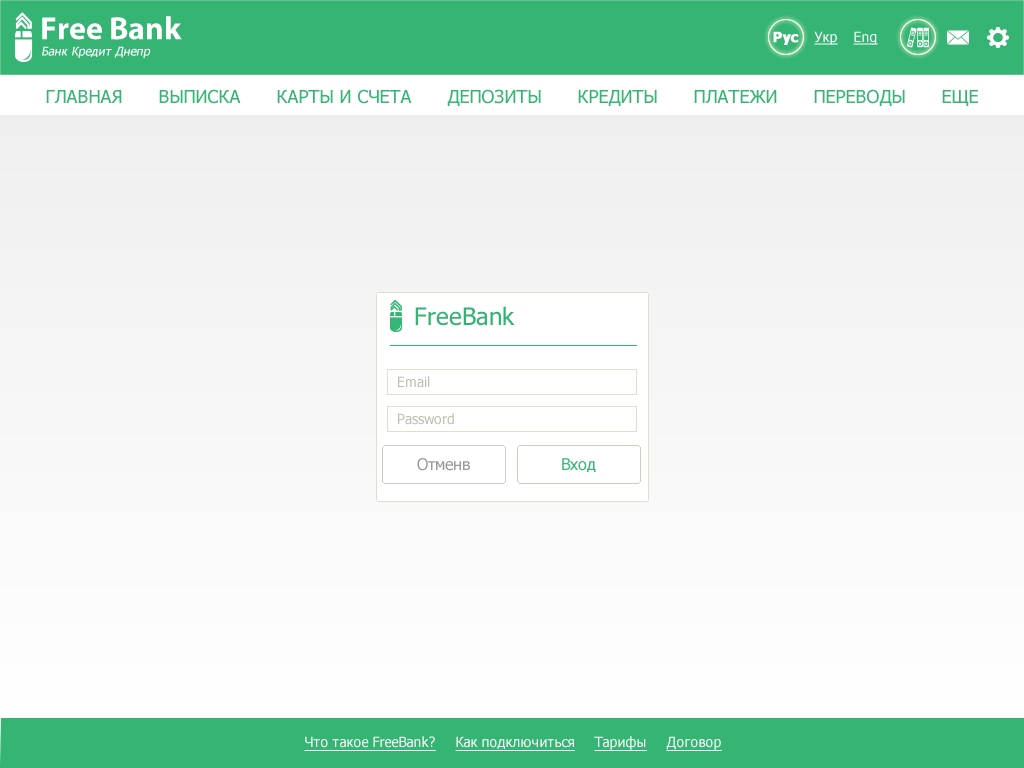 Free Bank
Банк Кредит Днепр
Рус Укр Eng
ГЛАВНАЯ ВЫПИСКА КАРТЫ И СЧЕТА ДЕПОЗИТЫ КРЕДИТЫ ПЛАТЕЖИ ПЕРЕВОДЫ ЕЩЕ
FreeBank
Email
Password
Отменв Вход
Что такое FreeBank? Как подключиться Тарифы Договор